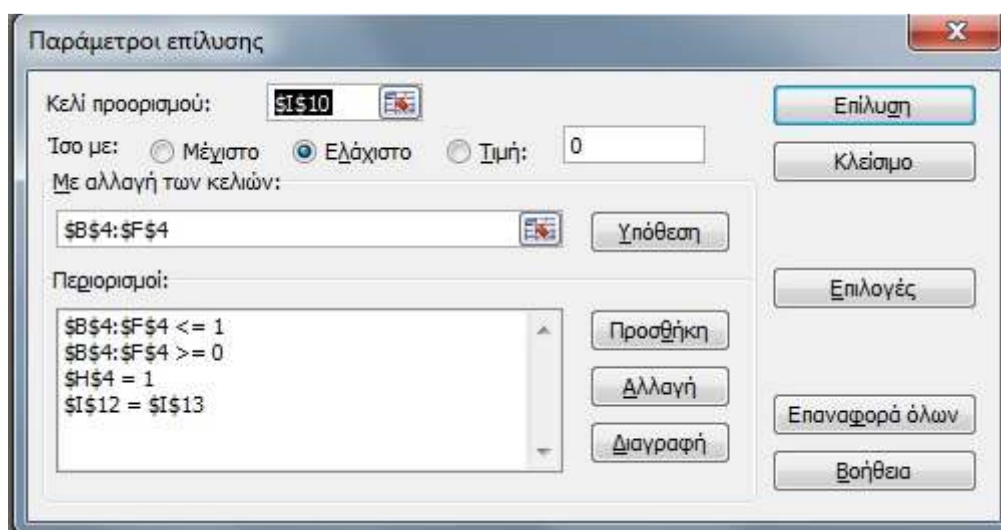 Παράμετροι επίλυσης
Κελί προορισμού: $I$10
Ίσο με: Μέγιστο Ελάχιστο Τιμή: 0
Με αλλαγή των κελιών:
$B$4:$F$4
Υπόθεση
Περιορισμοί:
$B$4:$F$4 <= 1
$B$4:$F$4 >= 0
$H$4 = 1
$I$12 = $I$13
Προσθήκη
Αλλαγή
Διαγραφή
Επίλυση
Κλείσιμο
Επιλογές
Επαναφορά όλων
Βοήθεια